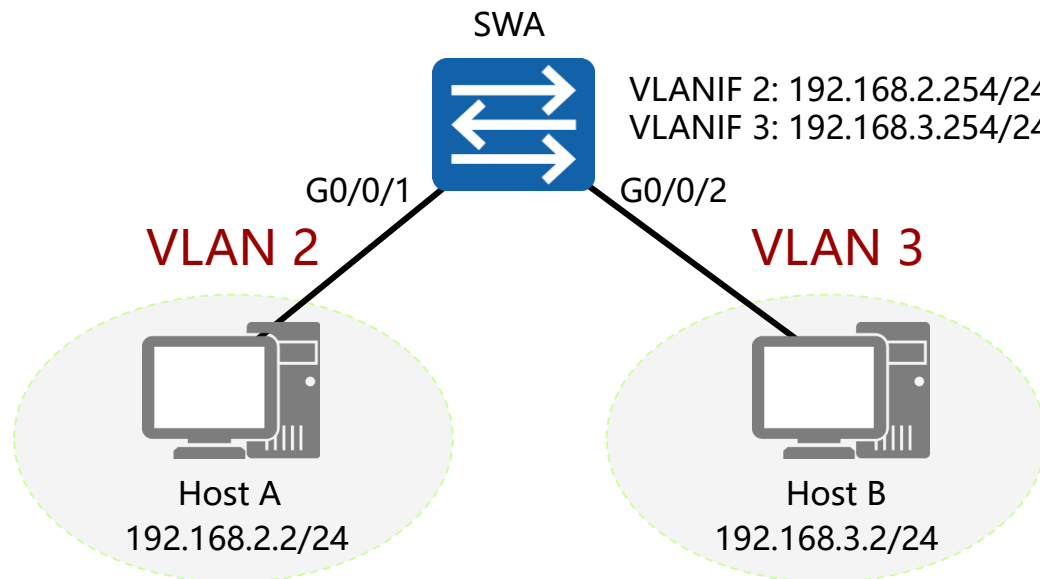 SWA
VLANIF 2: 192.168.2.254/24
VLANIF 3: 192.168.3.254/24
G0/0/1
G0/0/2
VLAN 2
VLAN 3
Host A
192.168.2.2/24
Host B
192.168.3.2/24